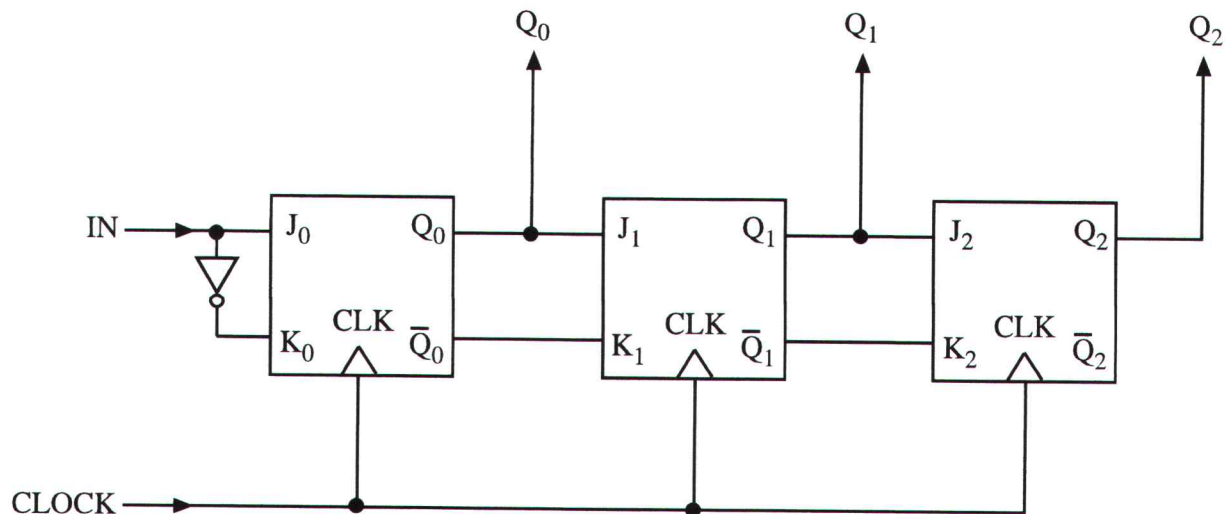 Q₀ Q₁ Q₂
IN J₀ Q₀ J₁ Q₁ J₂ Q₂
K₀ CLK Q̅₀ K₁ CLK Q̅₁ K₂ CLK Q̅₂
CLOCK